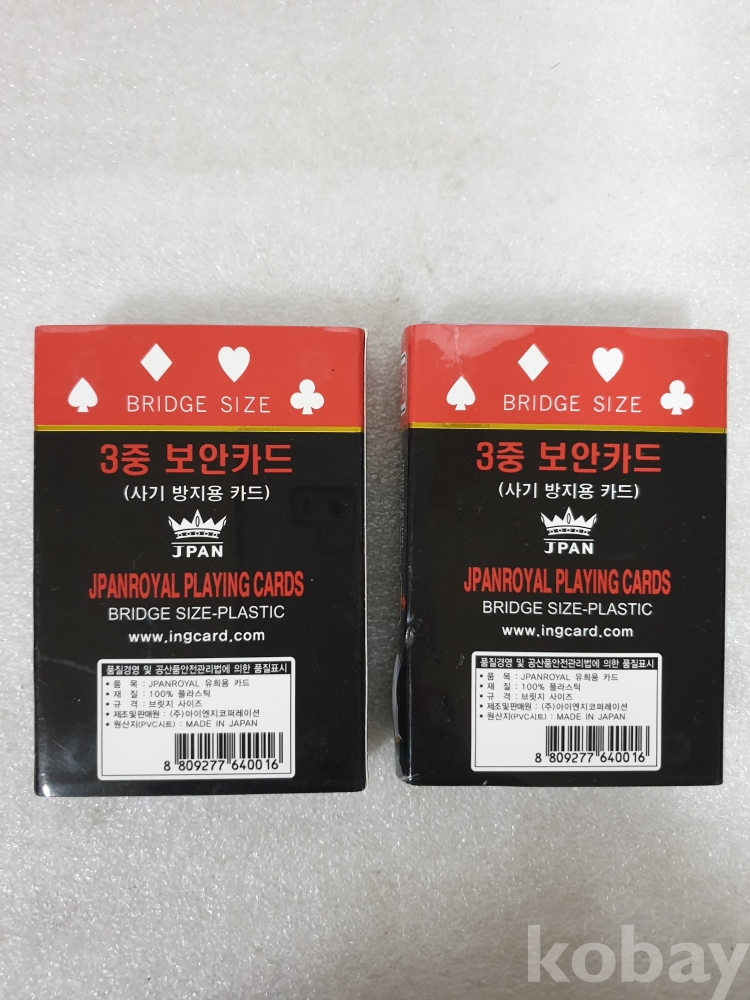 BRIDGE SIZE
3중 보안카드
(사기 방지용 카드)
JPAN
JPANROYAL PLAYING CARDS
BRIDGE SIZE-PLASTIC
www.ingcard.com
품질경영 및 공산품안전관리법에 의한 품질표시
• 품 목 : JPANROYAL 유희용 카드
• 재 질 : 100% 플라스틱
• 규 격 : 브릿지 사이즈
• 제조및판매원 : (주)아이엔지코퍼레이션
• 원산지(PVC시트) : MADE IN JAPAN
8 809277 640016
BRIDGE SIZE
3중 보안카드
(사기 방지용 카드)
JPAN
JPANROYAL PLAYING CARDS
BRIDGE SIZE-PLASTIC
www.ingcard.com
품질경영 및 공산품안전관리법에 의한 품질표시
• 품 목 : JPANROYAL 유희용 카드
• 재 질 : 100% 플라스틱
• 규 격 : 브릿지 사이즈
• 제조및판매원 : (주)아이엔지코퍼레이션
• 원산지(PVC시트) : MADE IN JAPAN
8 809277 640016
kobay